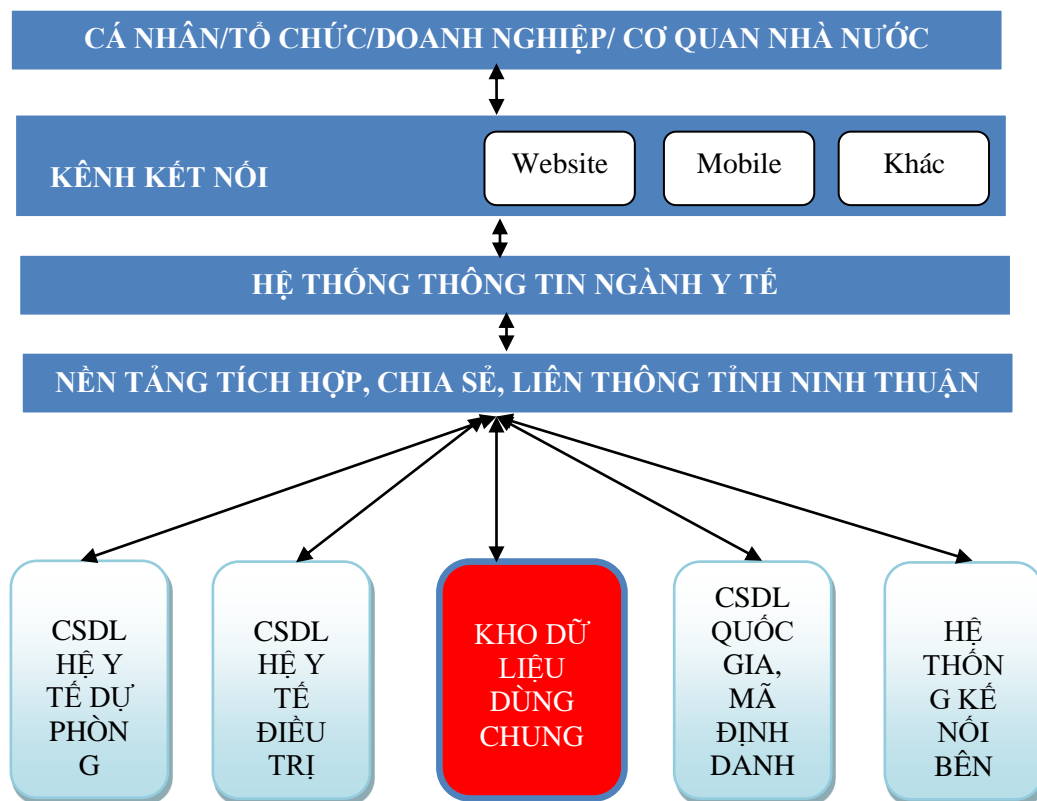 CÁ NHÂN/TỔ CHỨC/DOANH NGHIỆP/ CƠ QUAN NHÀ NƯỚC
KÊNH KẾT NỐI
Website
Mobile
Khác
HỆ THỐNG THÔNG TIN NGÀNH Y TẾ
NỀN TẢNG TÍCH HỢP, CHIA SẺ, LIÊN THÔNG TỈNH NINH THUẬN
CSDL
HỆ Y
TẾ DỰ
PHÒN
G
CSDL
HỆ Y
TẾ
ĐIỀU
TRỊ
KHO DỮ
LIỆU
DÙNG
CHUNG
CSDL
QUỐC
GIA,
MÃ
ĐỊNH
DANH
HỆ
THỐN
G KẾ
NỐI
BÊN